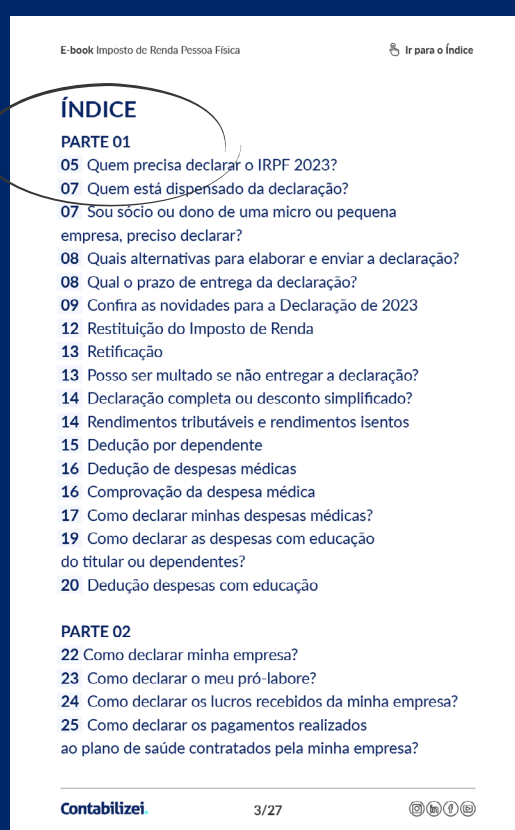 E-book Imposto de Renda Pessoa Física
Ir para o Índice
ÍNDICE
PARTE 01
05 Quem precisa declarar o IRPF 2023?
07 Quem está dispensado da declaração?
07 Sou sócio ou dono de uma micro ou pequena
empresa, preciso declarar?
08 Quais alternativas para elaborar e enviar a declaração?
08 Qual o prazo de entrega da declaração?
09 Confira as novidades para a Declaração de 2023
12 Restituição do Imposto de Renda
13 Retificação
13 Posso ser multado se não entregar a declaração?
14 Declaração completa ou desconto simplificado?
14 Rendimentos tributáveis e rendimentos isentos
15 Dedução por dependente
16 Dedução de despesas médicas
16 Comprovação da despesa médica
17 Como declarar minhas despesas médicas?
19 Como declarar as despesas com educação
do titular ou dependentes?
20 Dedução despesas com educação
PARTE 02
22 Como declarar minha empresa?
23 Como declarar o meu pró-labore?
24 Como declarar os lucros recebidos da minha empresa?
25 Como declarar os pagamentos realizados
ao plano de saúde contratados pela minha empresa?
Contabilizei.
3/27